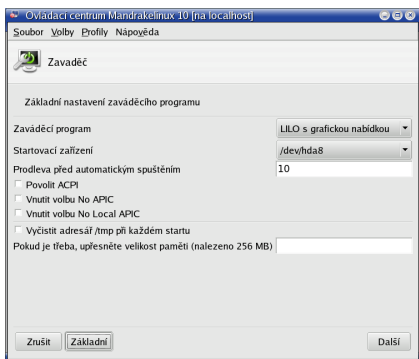 Ovládací centrum Mandrakelinux 10 [na localhost]
Soubor Volby Profily Nápověda
Zavaděč
Základní nastavení zaváděcího programu
Zaváděcí program LILO s grafickou nabídkou
Startovací zařízení /dev/hda8
Prodleva před automatickým spuštěním 10
Povolit ACPI
Vnutit volbu No APIC
Vnutit volbu No Local APIC
Vyčistit adresář /tmp při každém startu
Pokud je třeba, upřesněte velikost paměti (nalezeno 256 MB)
Zrušit Základní Další